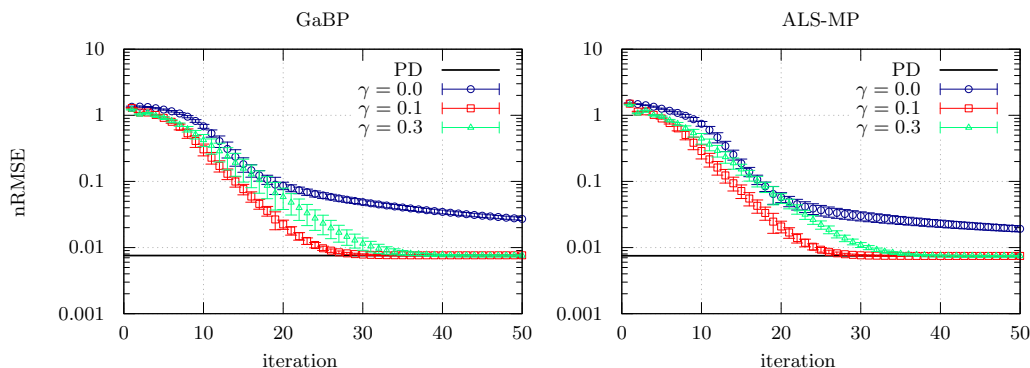 GaBP
nRMSE
10
1
0.1
0.01
0.001
PD
γ = 0.0
γ = 0.1
γ = 0.3
0 10 20 30 40 50
iteration
ALS-MP
10
1
0.1
0.01
0.001
PD
γ = 0.0
γ = 0.1
γ = 0.3
0 10 20 30 40 50
iteration